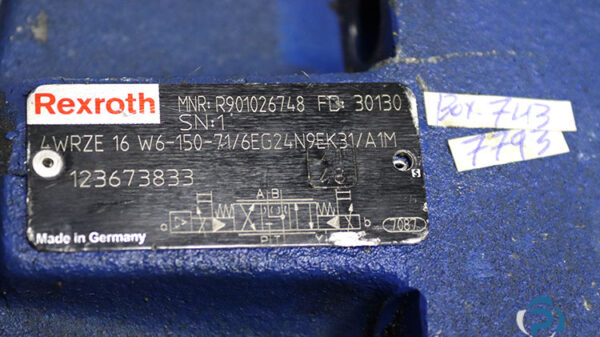 Rexroth
MNR: R901026748 FD: 30130
SN:1
4WRZE 16 W6-150-71/6EG24N9EK31/A1M
123673833
A B
a
b
P T
Y
7087
Made in Germany
S
Box-743
7793